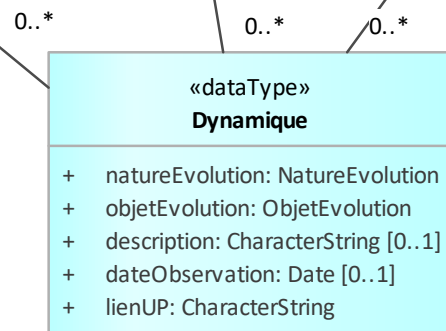 0..*
0..*
0..*
«dataType»
Dynamique
+ natureEvolution: NatureEvolution
+ objetEvolution: ObjetEvolution
+ description: CharacterString [0..1]
+ dateObservation: Date [0..1]
+ lienUP: CharacterString